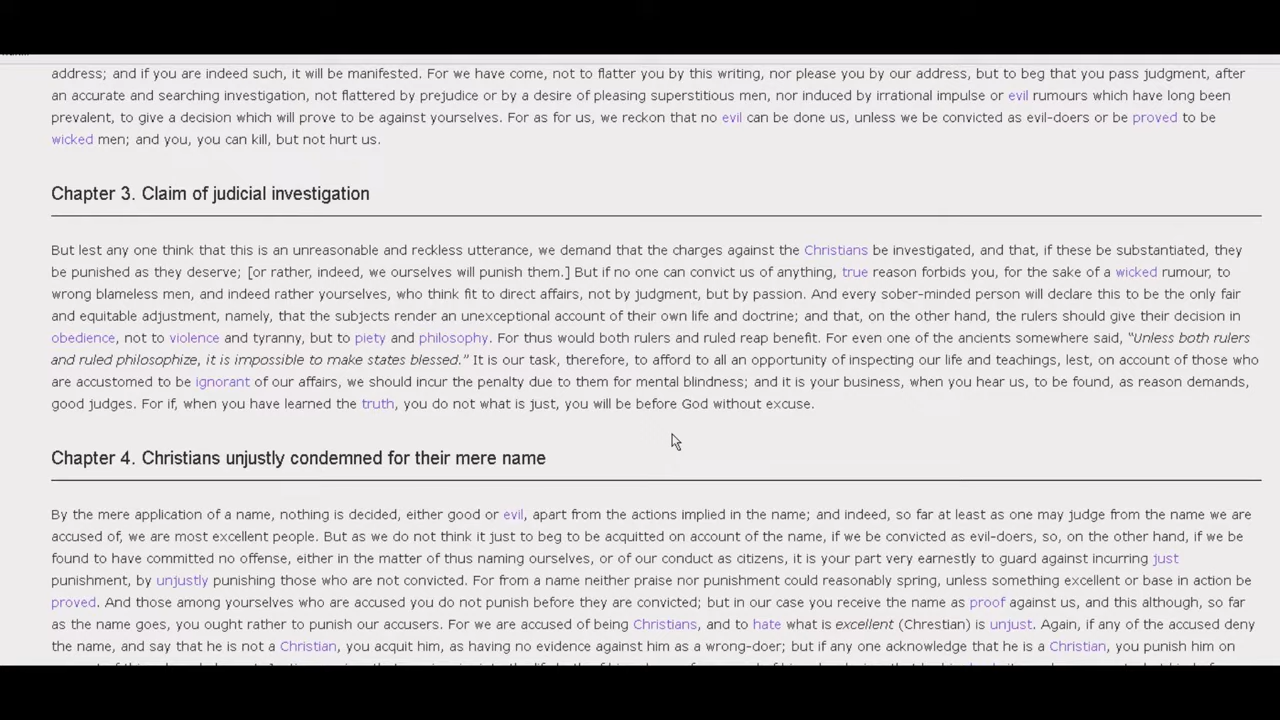 address; and if you are indeed such, it will be manifested. For we have come, not to flatter you by this writing, nor please you by our address, but to beg that you pass judgment, after
an accurate and searching investigation, not flattered by prejudice or by a desire of pleasing superstitious men, nor induced by irrational impulse or evil rumours which have long been
prevalent, to give a decision which will prove to be against yourselves. For as for us, we reckon that no evil can be done us, unless we be convicted as evil-doers or be proved to be
wicked men; and you, you can kill, but not hurt us.
Chapter 3. Claim of judicial investigation
But lest any one think that this is an unreasonable and reckless utterance, we demand that the charges against the Christians be investigated, and that, if these be substantiated, they
be punished as they deserve; [or rather, indeed, we ourselves will punish them.] But if no one can convict us of anything, true reason forbids you, for the sake of a wicked rumour, to
wrong blameless men, and indeed rather yourselves, who think fit to direct affairs, not by judgment, but by passion. And every sober-minded person will declare this to be the only fair
and equitable adjustment, namely, that the subjects render an unexceptional account of their own life and doctrine; and that, on the other hand, the rulers should give their decision in
obedience, not to violence and tyranny, but to piety and philosophy. For thus would both rulers and ruled reap benefit. For even one of the ancients somewhere said, “Unless both rulers
and ruled philosophize, it is impossible to make states blessed.” It is our task, therefore, to afford to all an opportunity of inspecting our life and teachings, lest, on account of those who
are accustomed to be ignorant of our affairs, we should incur the penalty due to them for mental blindness; and it is your business, when you hear us, to be found, as reason demands,
good judges. For if, when you have learned the truth, you do not what is just, you will be before God without excuse.
Chapter 4. Christians unjustly condemned for their mere name
By the mere application of a name, nothing is decided, either good or evil, apart from the actions implied in the name; and indeed, so far at least as one may judge from the name we are
accused of, we are most excellent people. But as we do not think it just to beg to be acquitted on account of the name, if we be convicted as evil-doers, so, on the other hand, if we be
found to have committed no offense, either in the matter of thus naming ourselves, or of our conduct as citizens, it is your part very earnestly to guard against incurring just
punishment, by unjustly punishing those who are not convicted. For from a name neither praise nor punishment could reasonably spring, unless something excellent or base in action be
proved. And those among yourselves who are accused you do not punish before they are convicted; but in our case you receive the name as proof against us, and this although, so far
as the name goes, you ought rather to punish our accusers. For we are accused of being Christians, and to hate what is excellent (Chrestian) is unjust. Again, if any of the accused deny
the name, and say that he is not a Christian, you acquit him, as having no evidence against him as a wrong-doer; but if any one acknowledge that he is a Christian, you punish him on